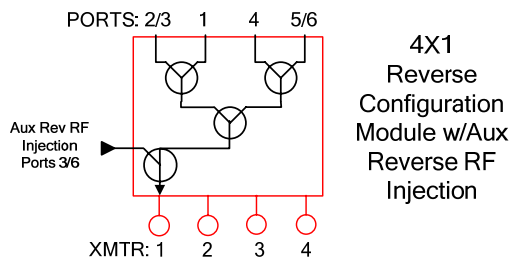 PORTS: 2/3 1 4 5/6
4X1
Reverse
Configuration
Module w/Aux
Reverse RF
Injection
Aux Rev RF
Injection
Ports 3/6
XMTR: 1 2 3 4